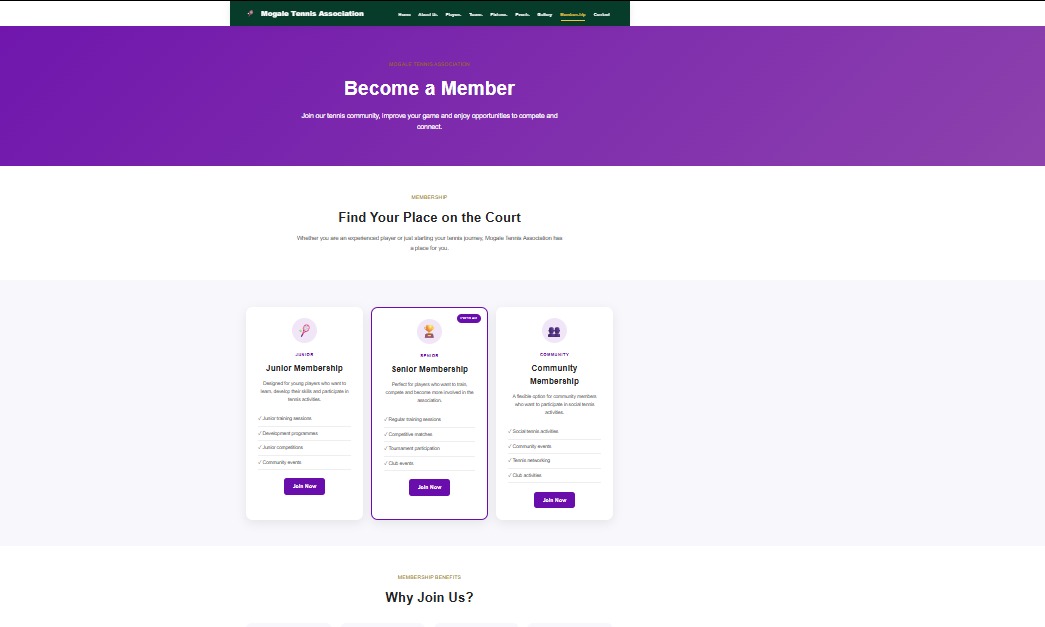 Mogale Tennis Association
Home About Us Players Teams Fixtures Events Gallery Membership Contact
MOGALE TENNIS ASSOCIATION
Become a Member
Join our tennis community, improve your game and enjoy opportunities to compete and
connect.
MEMBERSHIP
Find Your Place on the Court
Whether you are an experienced player or just starting your tennis journey, Mogale Tennis Association has
a place for you.
JUNIOR
Junior Membership
Designed for young players who want to
learn, develop their skills and participate in
tennis activities.
✓ Junior training sessions
✓ Development programmes
✓ Junior competitions
✓ Community events
Join Now
POPULAR
SENIOR
Senior Membership
Perfect for players who want to train,
compete and become more involved in the
association.
✓ Regular training sessions
✓ Competitive matches
✓ Tournament participation
✓ Club events
Join Now
COMMUNITY
Community
Membership
A flexible option for community members
who want to participate in social tennis
activities.
✓ Social tennis activities
✓ Community events
✓ Tennis networking
✓ Club activities
Join Now
MEMBERSHIP BENEFITS
Why Join Us?